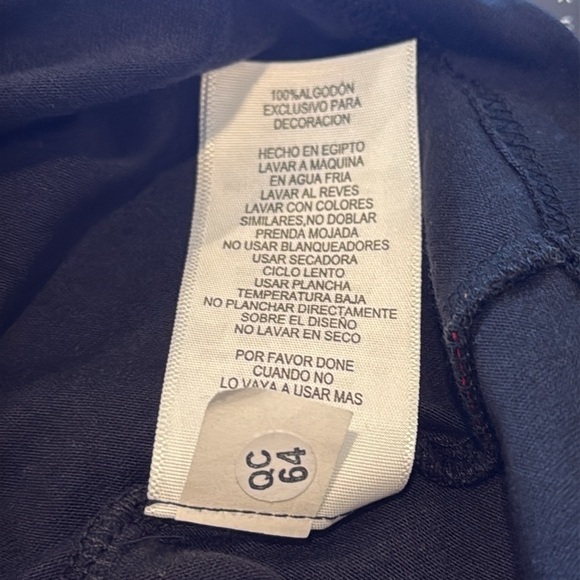 100%ALGODÓN
EXCLUSIVO PARA
DECORACION
HECHO EN EGIPTO
LAVAR A MAQUINA
EN AGUA FRIA
LAVAR AL REVES
LAVAR CON COLORES
SIMILARES,NO DOBLAR
PRENDA MOJADA
NO USAR BLANQUEADORES
USAR SECADORA
CICLO LENTO
USAR PLANCHA
TEMPERATURA BAJA
NO PLANCHAR DIRECTAMENTE
SOBRE EL DISEÑO
NO LAVAR EN SECO
POR FAVOR DONE
CUANDO NO
LO VAYA A USAR MAS
QC
64